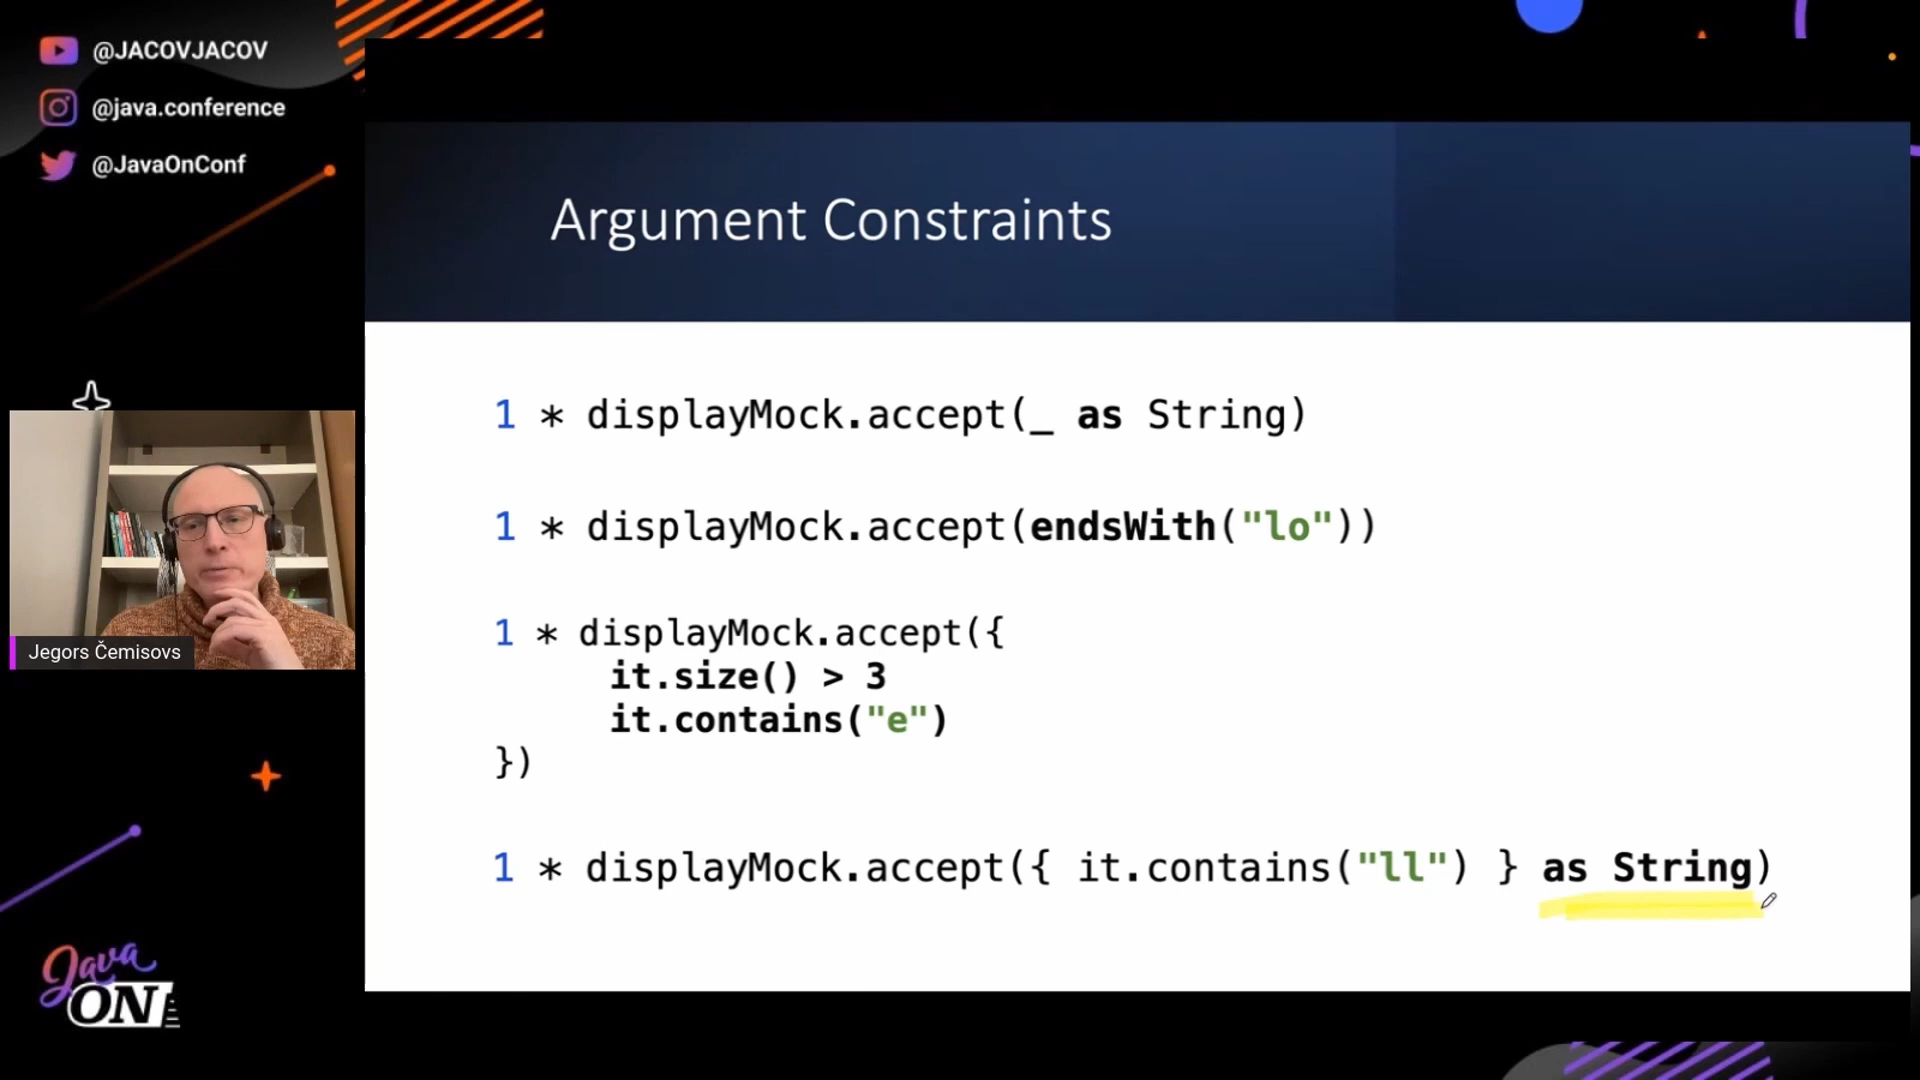 @JACOVJACOV
@java.conference
@JavaOnConf
Argument Constraints
1 * displayMock.accept(_ as String)
1 * displayMock.accept(endsWith("lo"))
1 * displayMock.accept({
it.size() > 3
it.contains("e")
})
1 * displayMock.accept({ it.contains("ll") } as String)
Jegors Čemisovs
Java
ON